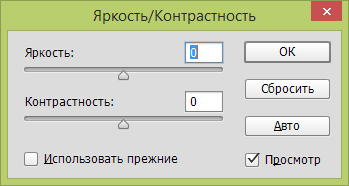 Яркость/Контрастность
Яркость: 0
OK
Сбросить
Контрастность: 0
Авто
Использовать прежние
Просмотр